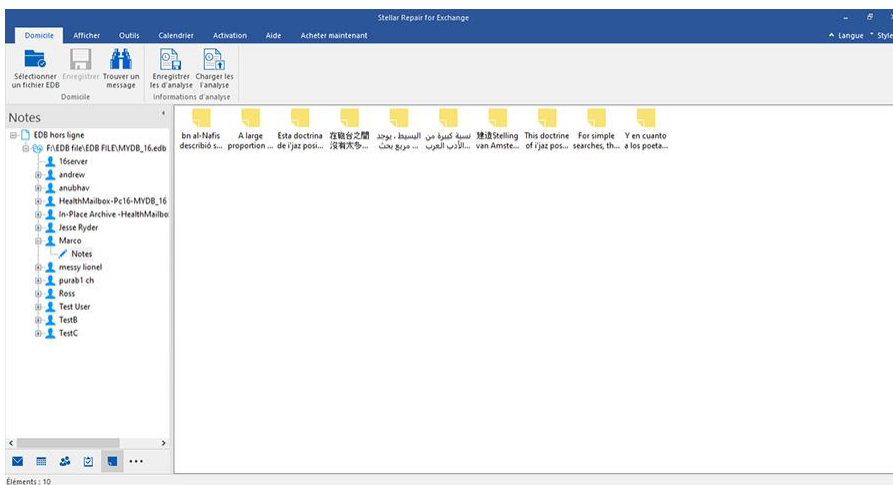 Stellar Repair for Exchange
Domicile Afficher Outils Calendrier Activation Aide Acheter maintenant
Langue Style
Sélectionner un fichier EDB
Enregistrer
Trouver un message
Enregistrer les d'analyse
Charger les l'analyse
Domicile
Informations d'analyse
Notes
EDB hors ligne
F:\EDB file\EDB FILE\MYDB_16.edb
16server
andrew
anubhav
HealthMailbox-Pc16-MYDB_16
In-Place Archive -HealthMailbo
Jesse Ryder
Marco
Notes
messy lionel
purab1 ch
Ross
Test User
TestB
TestC
bn al-Nafis
describió s...
A large
proportion ...
Esta doctrina
de i'jaz posi...
在砲台之間
沒有太多...
البسيط ، يوجد
مربع بحث ...
نسبة كبيرة من
الأدب العرب...
建造Stelling
van Amste...
This doctrine
of i'jaz pos...
For simple
searches, th...
Y en cuanto
a los poeta...
Éléments : 10